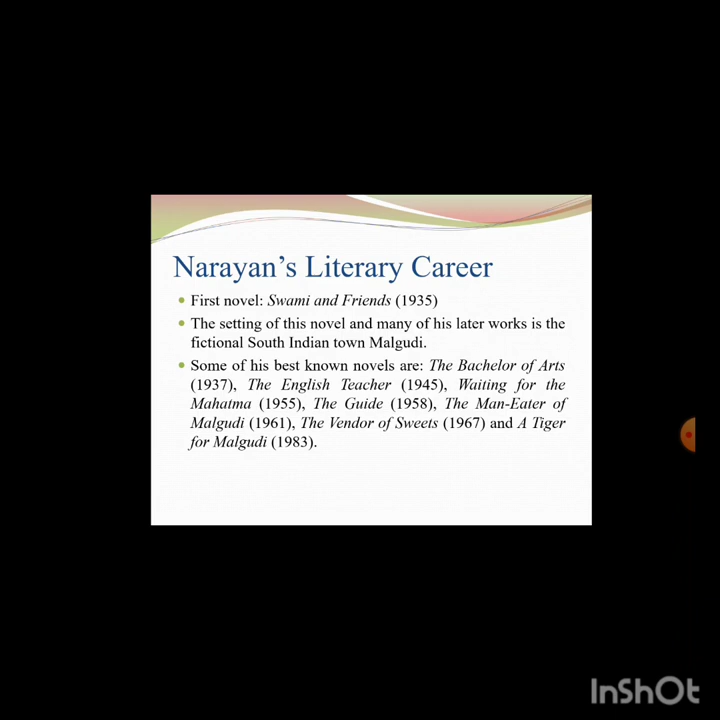 Narayan’s Literary Career
First novel: Swami and Friends (1935)
The setting of this novel and many of his later works is the
fictional South Indian town Malgudi.
Some of his best known novels are: The Bachelor of Arts
(1937), The English Teacher (1945), Waiting for the
Mahatma (1955), The Guide (1958), The Man-Eater of
Malgudi (1961), The Vendor of Sweets (1967) and A Tiger
for Malgudi (1983).
InShOt